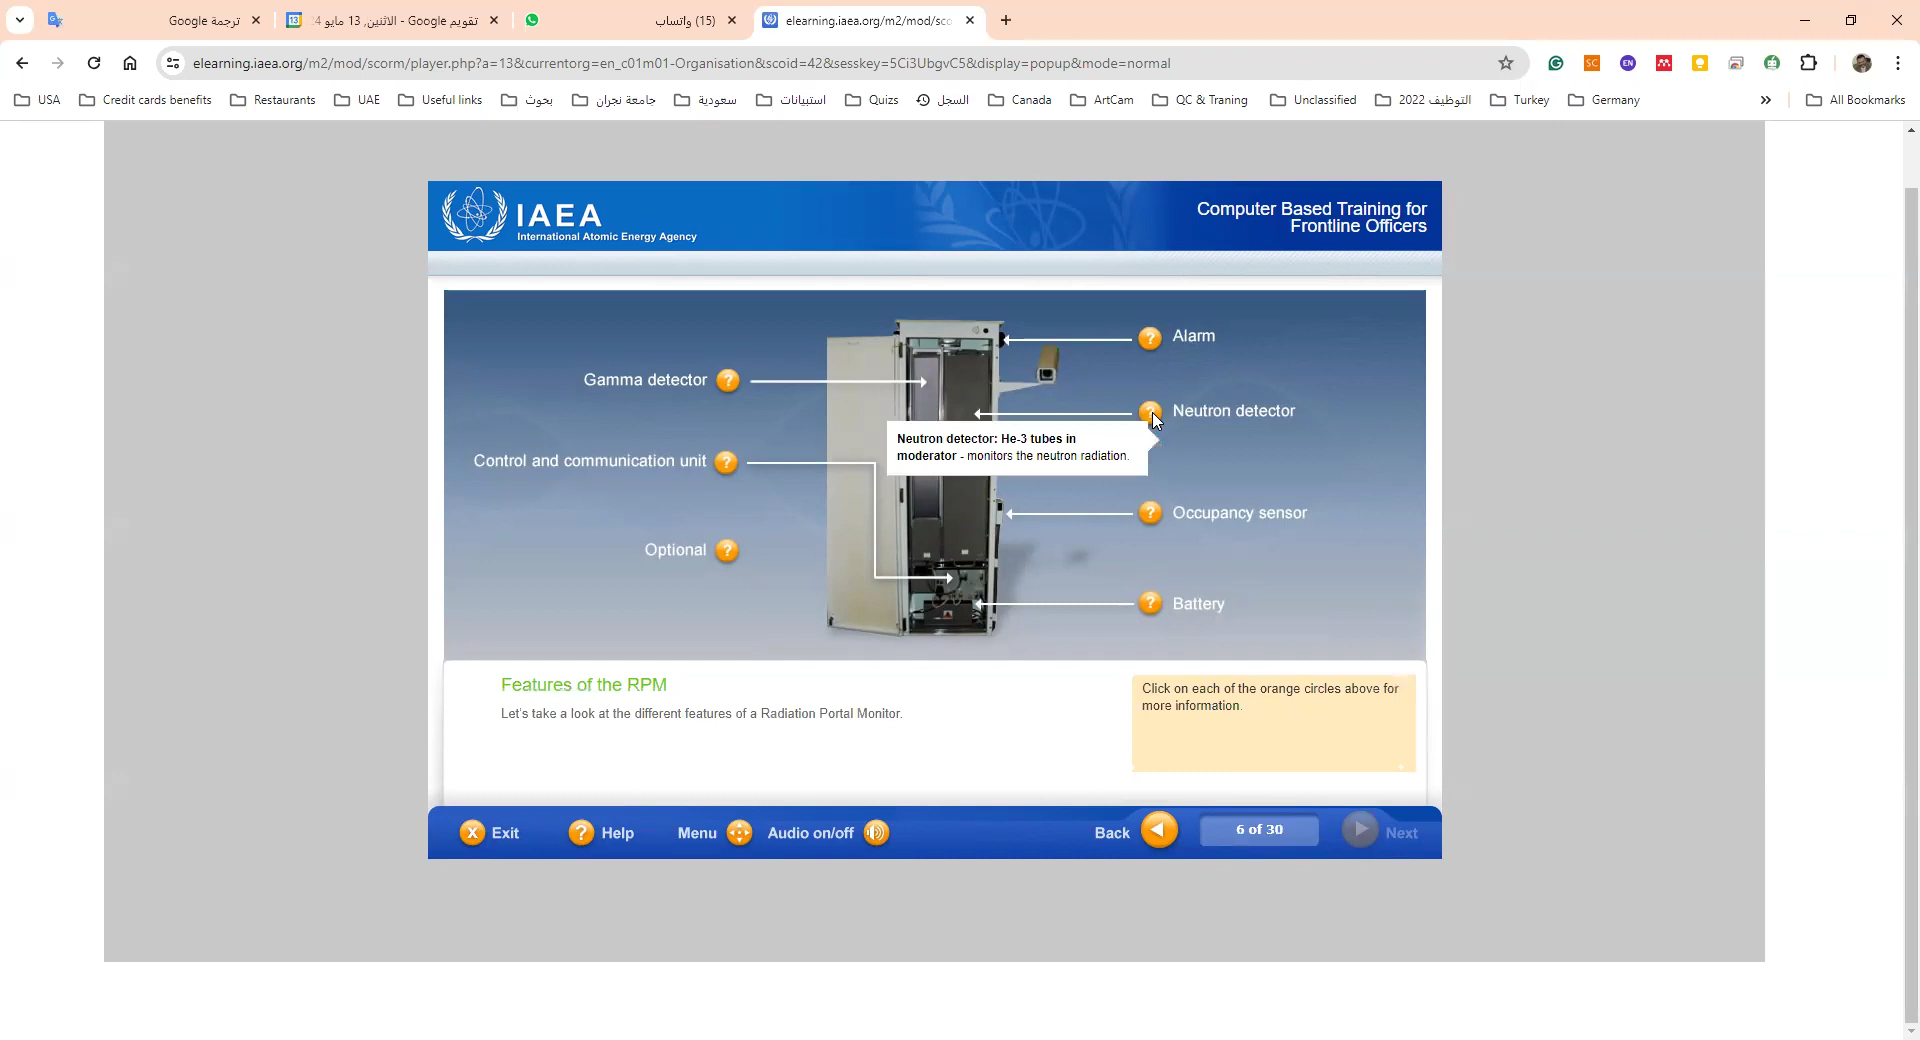 ترجمة Google
تقويم Google - الاثنين, 13 مايو 24
(15) واتساب
elearning.iaea.org/m2/mod/sco
elearning.iaea.org/m2/mod/scorm/player.php?a=13&currentorg=en_c01m01-Organisation&scoid=42&sesskey=5Ci3UbgvC5&display=popup&mode=normal
USA
Credit cards benefits
Restaurants
UAE
Useful links
بحوث
جامعة نجران
سعودية
استبيانات
Quizs
السجل
Canada
ArtCam
QC & Traning
Unclassified
التوظيف 2022
Turkey
Germany
All Bookmarks
IAEA
International Atomic Energy Agency
Computer Based Training for
Frontline Officers
Alarm
Gamma detector
Neutron detector
Neutron detector: He-3 tubes in
moderator - monitors the neutron radiation.
Control and communication unit
Occupancy sensor
Optional
Battery
Features of the RPM
Let's take a look at the different features of a Radiation Portal Monitor.
Click on each of the orange circles above for
more information.
Exit
Help
Menu
Audio on/off
Back
6 of 30
Next